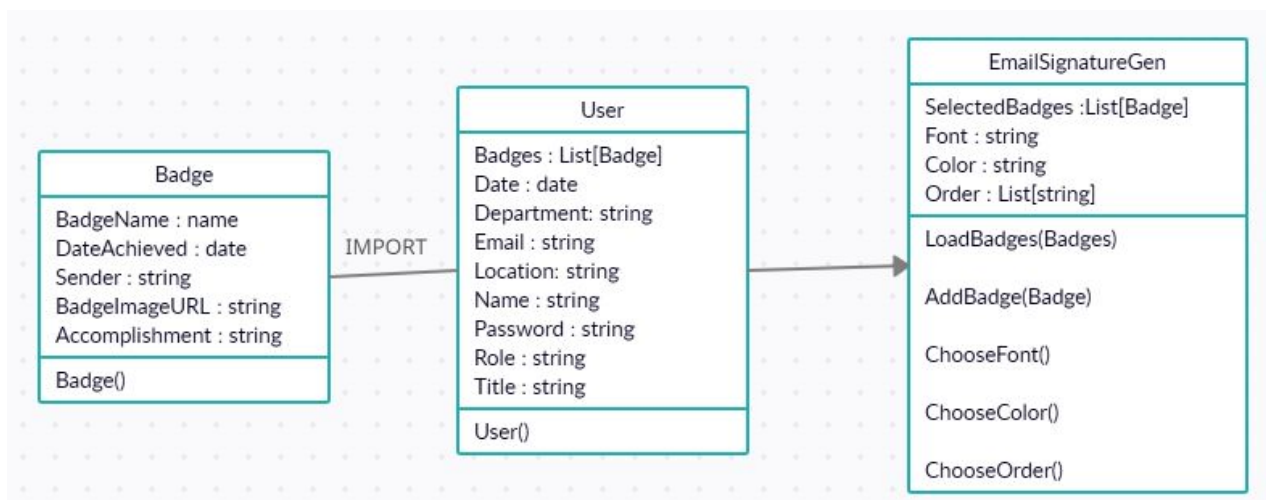 Badge
BadgeName : name
DateAchieved : date
Sender : string
BadgeImageURL : string
Accomplishment : string
Badge()
IMPORT
User
Badges : List[Badge]
Date : date
Department: string
Email : string
Location: string
Name : string
Password : string
Role : string
Title : string
User()
EmailSignatureGen
SelectedBadges :List[Badge]
Font : string
Color : string
Order : List[string]
LoadBadges(Badges)
AddBadge(Badge)
ChooseFont()
ChooseColor()
ChooseOrder()